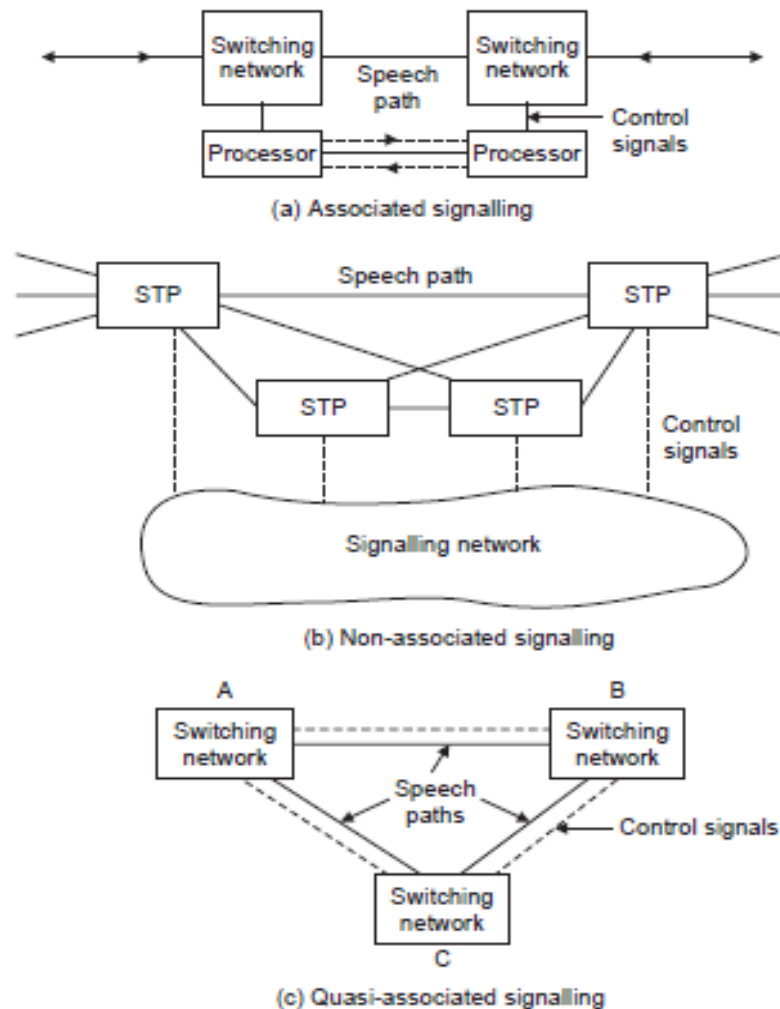 Switching
network
Switching
network
Speech
path
Control
signals
Processor
Processor
(a) Associated signalling
STP
Speech path
STP
STP
STP
Control
signals
Signalling network
(b) Non-associated signalling
A
B
Switching
network
Switching
network
Speech
paths
Control signals
Switching
network
C
(c) Quasi-associated signalling